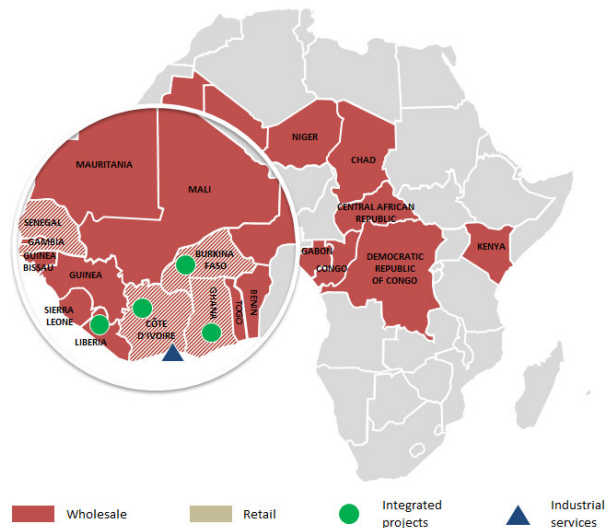 NIGER
CHAD
MAURITANIA
MALI
CENTRAL AFRICAN
REPUBLIC
SENEGAL
GAMBIA
GUINEA
BISSAU
BURKINA
FASO
GABON
CONGO
DEMOCRATIC
REPUBLIC
OF CONGO
KENYA
GUINEA
GHANA
TOGO
BENIN
SIERRA
LEONE
CÔTE
D'IVOIRE
LIBERIA
Wholesale
Retail
Integrated
projects
Industrial
services